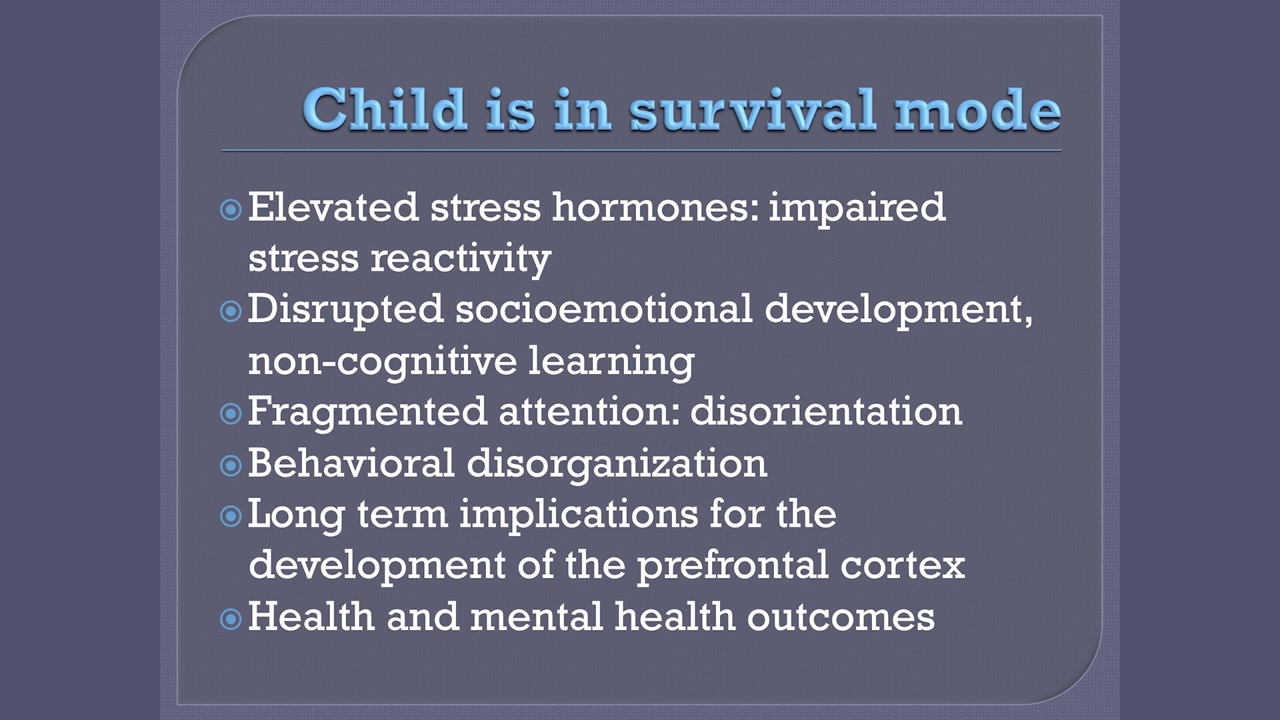 Child is in survival mode
Elevated stress hormones: impaired
stress reactivity
Disrupted socioemotional development,
non-cognitive learning
Fragmented attention: disorientation
Behavioral disorganization
Long term implications for the
development of the prefrontal cortex
Health and mental health outcomes